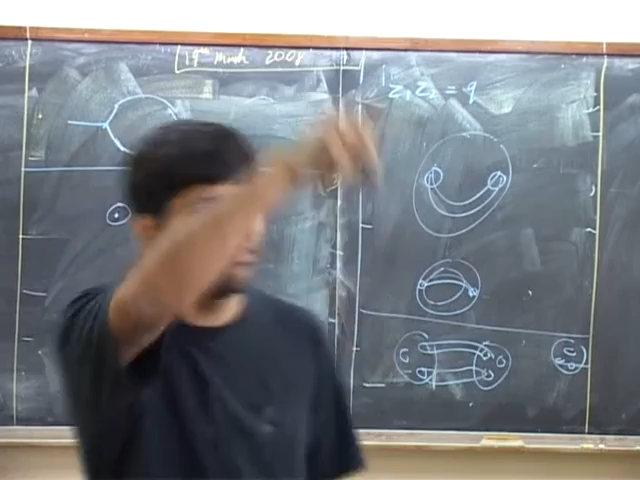 19th March 2008
z₁ z₂ = q